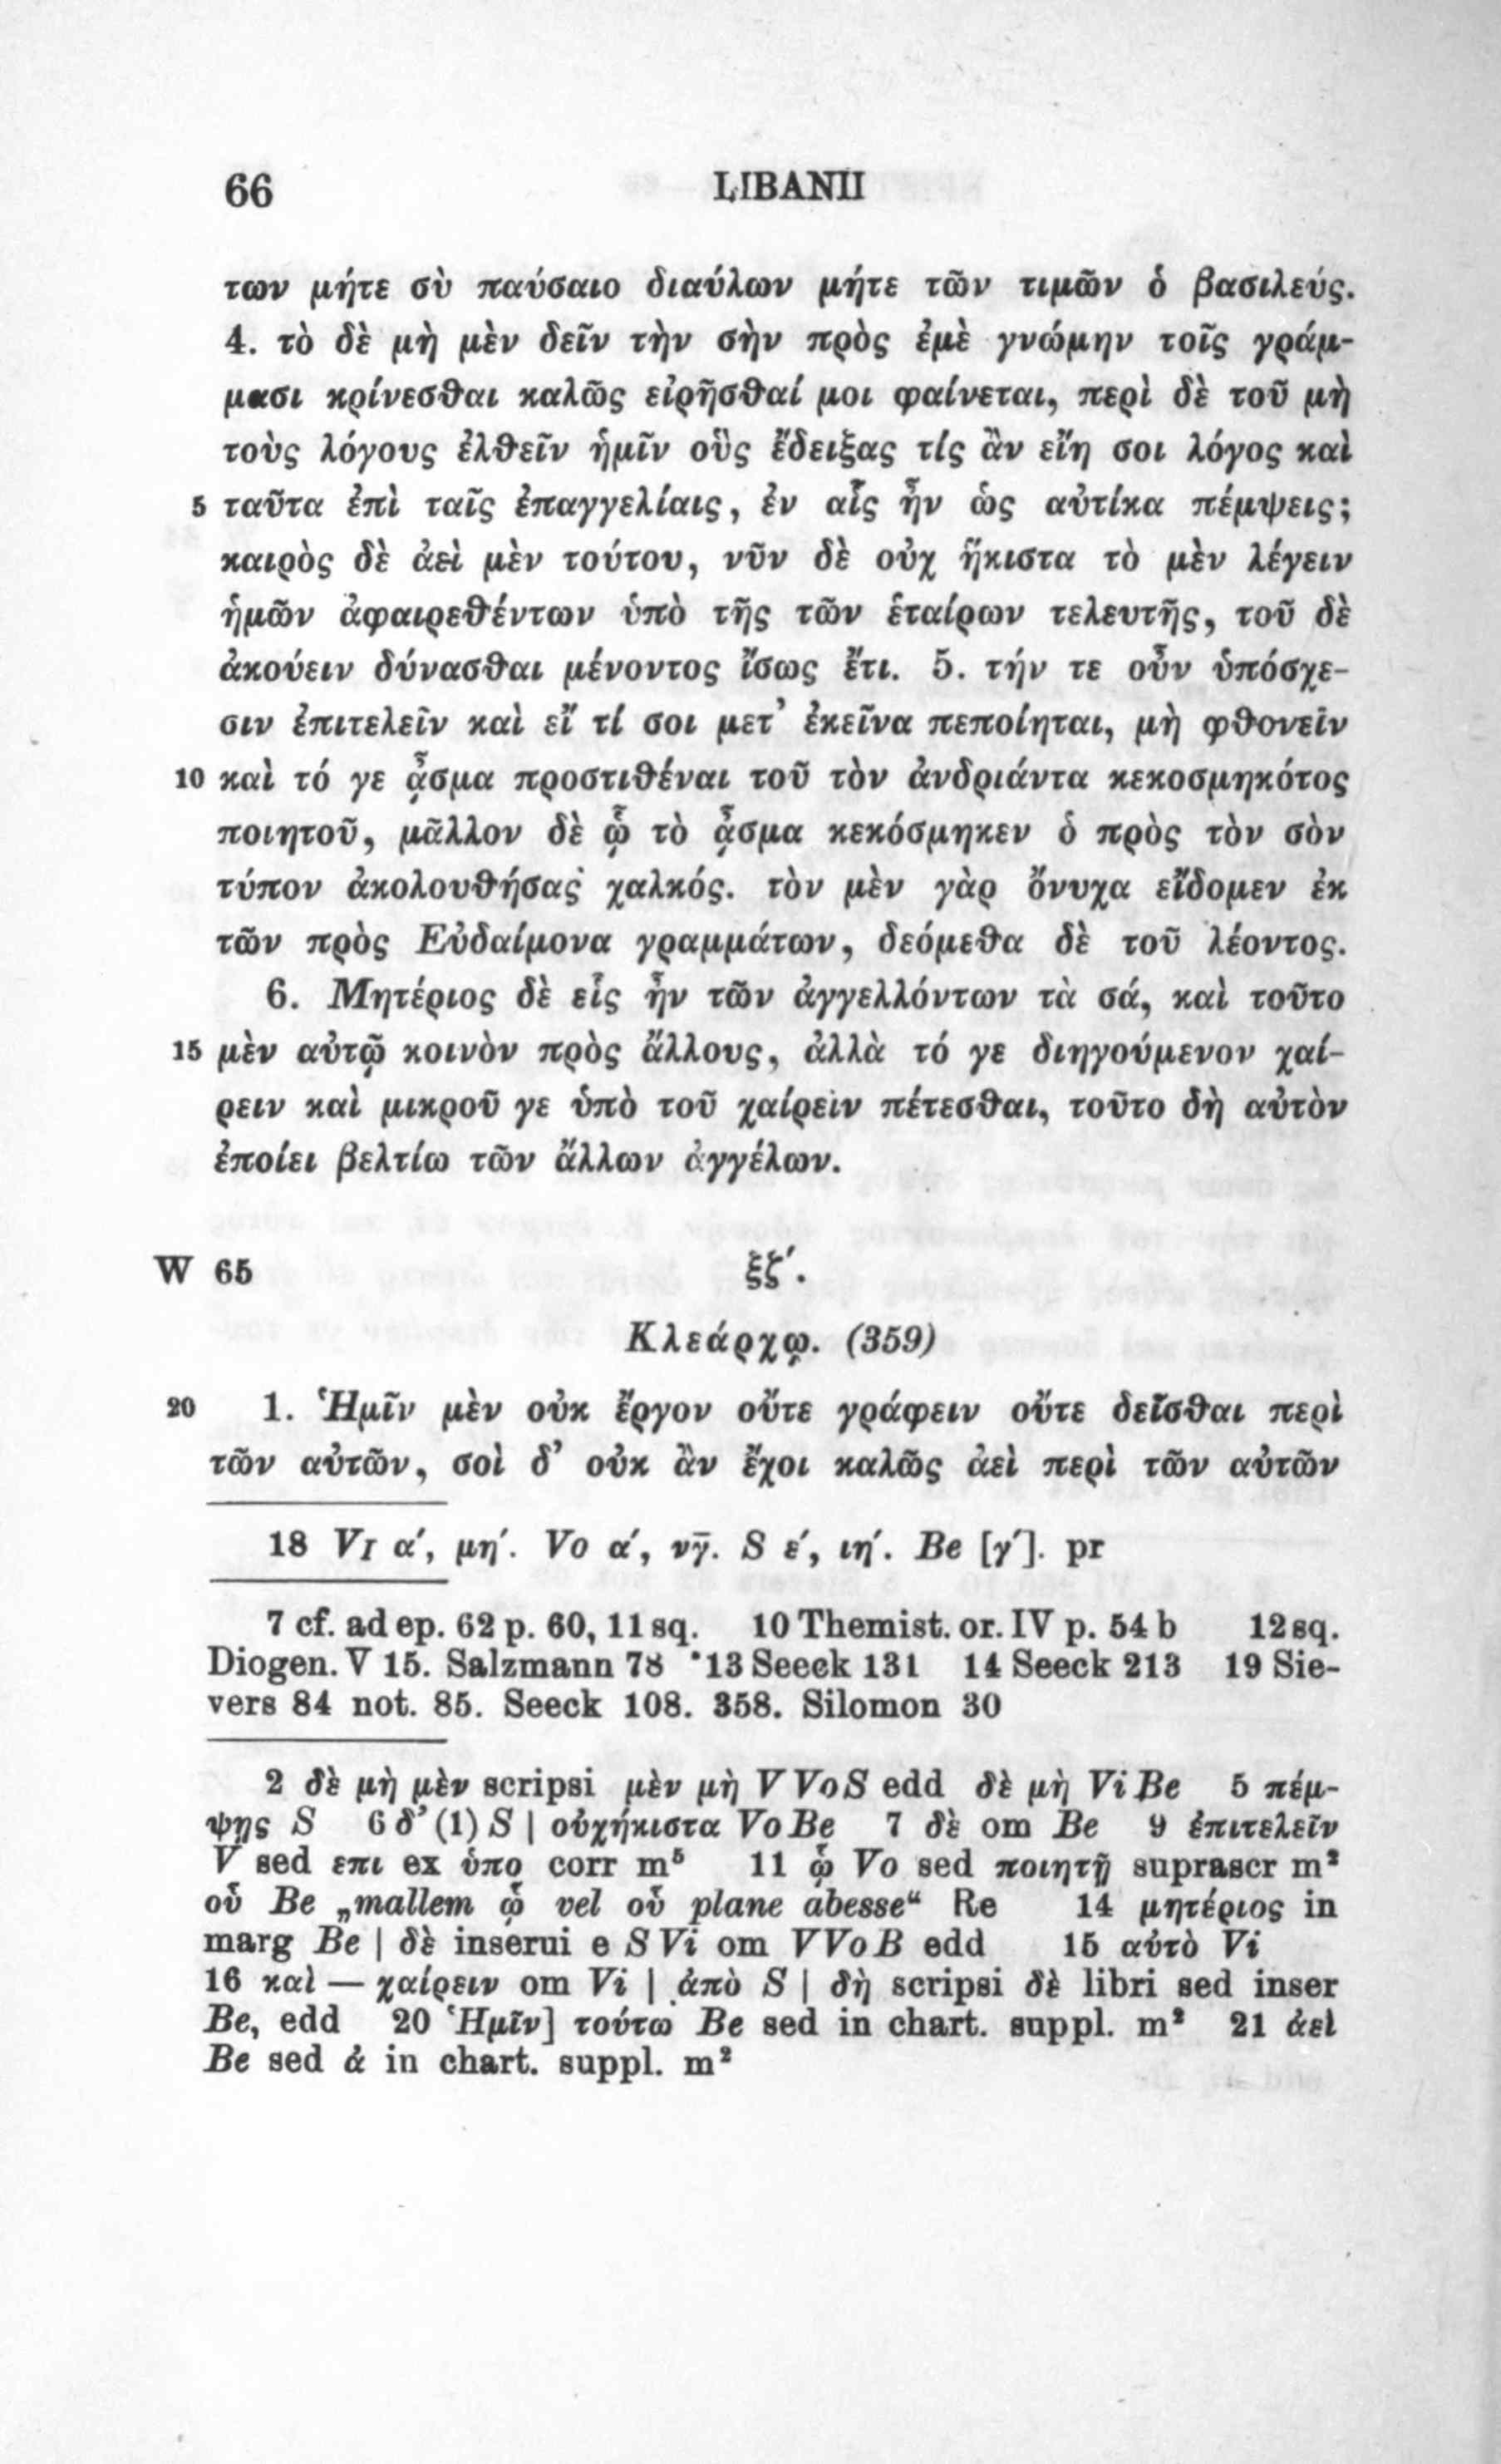 66 LIBANII
των μήτε σὺ παύσαιο διαύλων μήτε τῶν τιμῶν ὁ βασιλεύς.
4. τὸ δὲ μὴ μὲν δεῖν τὴν σὴν πρὸς ἐμὲ γνώμην τοῖς γράμ-
μασι κρίνεσθαι καλῶς εἰρῆσθαί μοι φαίνεται, περὶ δὲ τοῦ μὴ
τοὺς λόγους ἐλθεῖν ἡμῖν οὓς ἔδειξας τίς ἂν εἴη σοι λόγος καὶ
5 ταῦτα ἐπὶ ταῖς ἐπαγγελίαις, ἐν αἷς ἦν ὡς αὐτίκα πέμψεις;
καιρὸς δὲ ἀεὶ μὲν τούτου, νῦν δὲ οὐχ ἥκιστα τὸ μὲν λέγειν
ἡμῶν ἀφαιρεθέντων ὑπὸ τῆς τῶν ἑταίρων τελευτῆς, τοῦ δὲ
ἀκούειν δύνασθαι μένοντος ἴσως ἔτι. 5. τήν τε οὖν ὑπόσχε-
σιν ἐπιτελεῖν καὶ εἴ τί σοι μετ᾽ ἐκεῖνα πεποίηται, μὴ φθονεῖν
10 καὶ τό γε ᾆσμα προστιθέναι τοῦ τὸν ἀνδριάντα κεκοσμηκότος
ποιητοῦ, μᾶλλον δὲ ᾧ τὸ ᾆσμα κεκόσμηκεν ὁ πρὸς τὸν σὸν
τύπον ἀκολουθήσας χαλκός. τὸν μὲν γὰρ ὄνυχα εἴδομεν ἐκ
τῶν πρὸς Εὐδαίμονα γραμμάτων, δεόμεθα δὲ τοῦ λέοντος.
6. Μητέριος δὲ εἷς ἦν τῶν ἀγγελλόντων τὰ σά, καὶ τοῦτο
15 μὲν αὐτῷ κοινὸν πρὸς ἄλλους, ἀλλὰ τό γε διηγούμενον χαί-
ρειν καὶ μικροῦ γε ὑπὸ τοῦ χαίρειν πέτεσθαι, τοῦτο δὴ αὐτὸν
ἐποίει βελτίω τῶν ἄλλων ἀγγέλων.
W 65 ξζ΄.
Κλεάρχῳ. (359)
20 1. Ἡμῖν μὲν οὐκ ἔργον οὔτε γράφειν οὔτε δεῖσθαι περὶ
τῶν αὐτῶν, σοὶ δ᾽ οὐκ ἂν ἔχοι καλῶς ἀεὶ περὶ τῶν αὐτῶν
18 VI α΄, μη΄. Vo α΄, νγ̄. S ε΄, ιη΄. Be [γ΄]. pr
7 cf. ad ep. 62 p. 60, 11 sq. 10 Themist. or. IV p. 54 b 12 sq.
Diogen. V 15. Salzmann 78 13 Seeck 131 14 Seeck 213 19 Sie-
vers 84 not. 85. Seeck 108. 358. Silomon 30
2 δὲ μὴ μὲν scripsi μὲν μὴ V Vo S edd δὲ μὴ Vi Be 5 πέμ-
ψῃς S 6 δ᾽ (1) S | οὐχήκιστα Vo Be 7 δὲ om Be 9 ἐπιτελεῖν
V sed επι ex ὑπο corr m⁵ 11 ᾧ Vo sed ποιητῇ suprascr m²
οὗ Be „mallem ᾧ vel οὗ plane abesse“ Re 14 μητέριος in
marg Be | δὲ inserui e S Vi om V Vo B edd 15 αὐτὸ Vi
16 καὶ — χαίρειν om Vi | ἀπὸ S | δὴ scripsi δὲ libri sed inser
Be, edd 20 Ἡμῖν] τούτω Be sed in chart. suppl. m² 21 ἀεὶ
Be sed ἀ in chart. suppl. m²